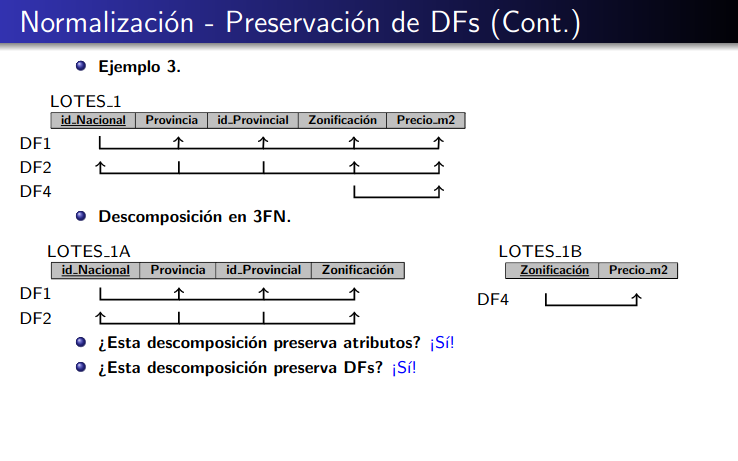 Normalización - Preservación de DFs (Cont.)
Ejemplo 3.
LOTES_1
id_Nacional Provincia id_Provincial Zonificación Precio_m2
DF1
DF2
DF4
Descomposición en 3FN.
LOTES_1A LOTES_1B
id_Nacional Provincia id_Provincial Zonificación Zonificación Precio_m2
DF1 DF4
DF2
¿Esta descomposición preserva atributos? ¡Sí!
¿Esta descomposición preserva DFs? ¡Sí!